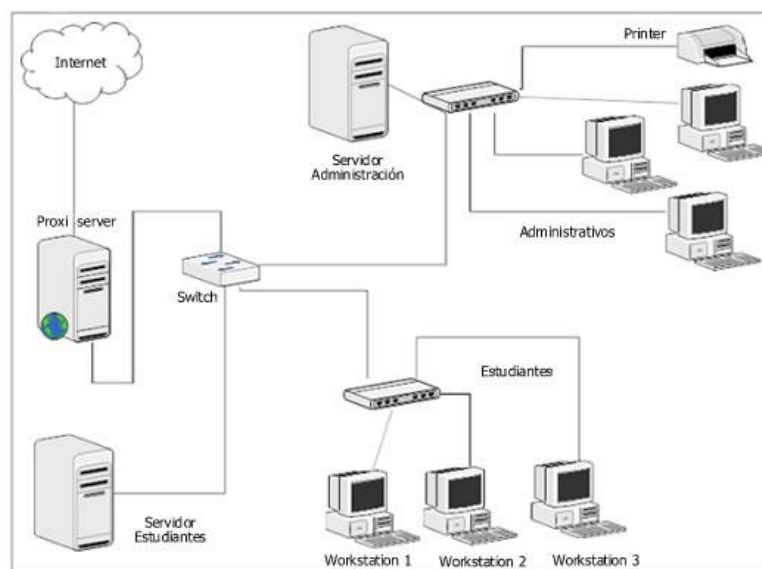 Internet
Printer
Servidor
Administración
Proxi server
Administrativos
Switch
Estudiantes
Servidor
Estudiantes
Workstation 1
Workstation 2
Workstation 3